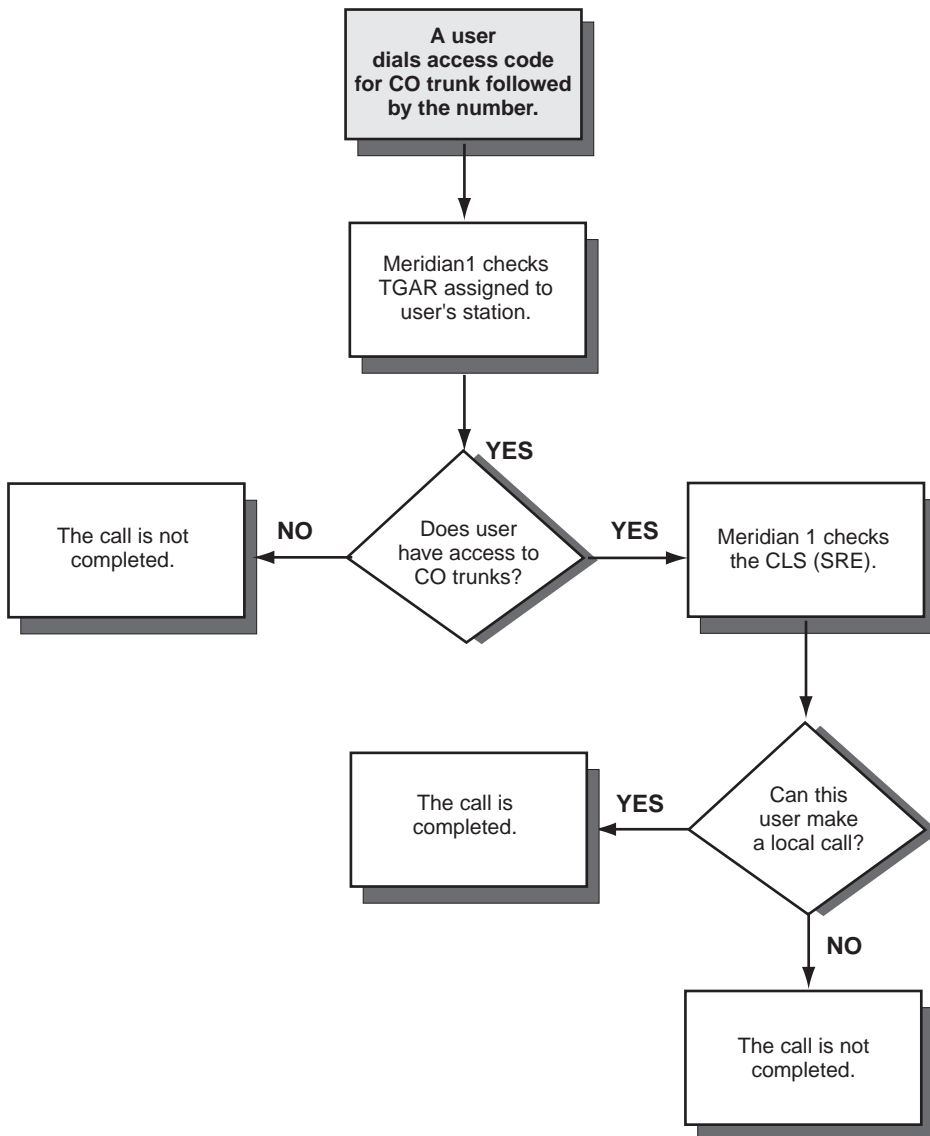 A user
dials access code
for CO trunk followed
by the number.
Meridian1 checks
TGAR assigned to
user's station.
YES
The call is not
completed.
NO
Does user
have access to
CO trunks?
YES
Meridian 1 checks
the CLS (SRE).
The call is
completed.
YES
Can this
user make
a local call?
NO
The call is not
completed.